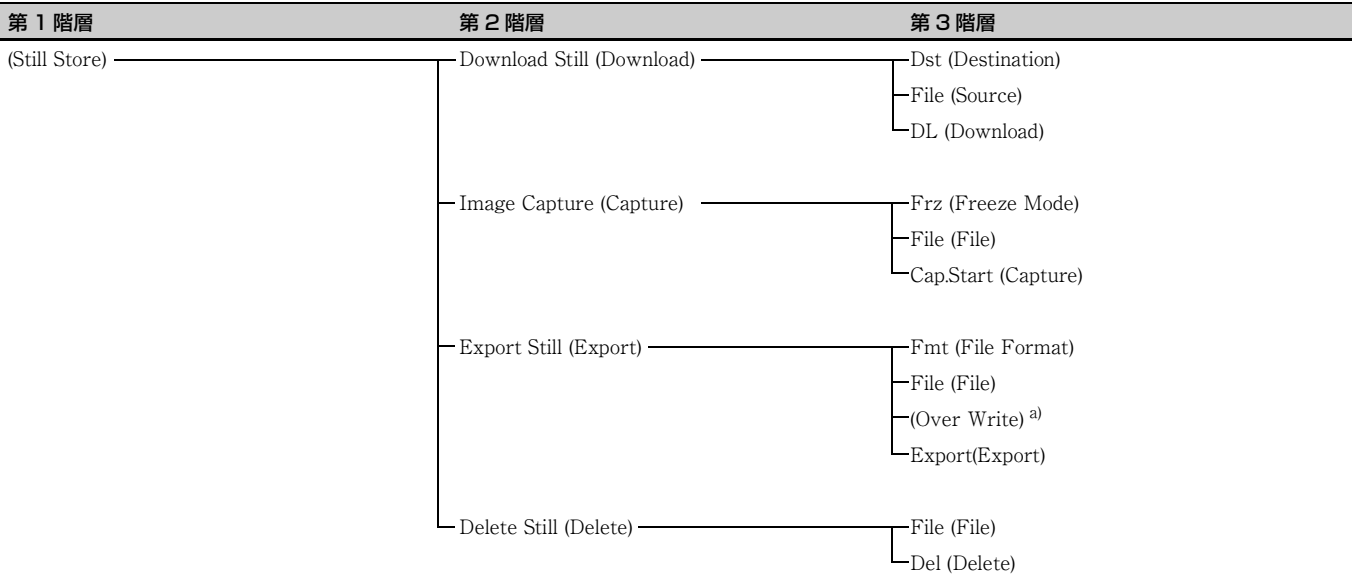 第 1 階層 第 2 階層 第 3 階層
(Still Store) Download Still (Download) Dst (Destination)
File (Source)
DL (Download)
Image Capture (Capture) Frz (Freeze Mode)
File (File)
Cap.Start (Capture)
Export Still (Export) Fmt (File Format)
File (File)
(Over Write) a)
Export(Export)
Delete Still (Delete) File (File)
Del (Delete)